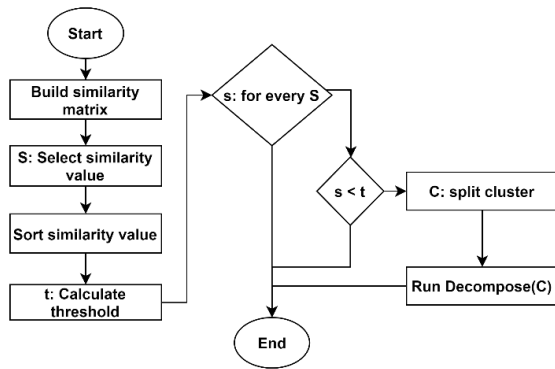 Start
Build similarity
matrix
S: Select similarity
value
Sort similarity value
t: Calculate
threshold
s: for every S
s < t
C: split cluster
Run Decompose(C)
End